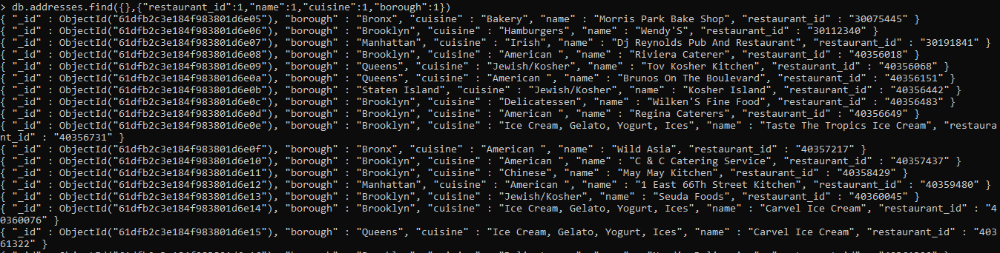 > db.addresses.find({},{"restaurant_id":1,"name":1,"cuisine":1,"borough":1})
{ "_id" : ObjectId("61dfb2c3e184f983801d6e05"), "borough" : "Bronx", "cuisine" : "Bakery", "name" : "Morris Park Bake Shop", "restaurant_id" : "30075445" }
{ "_id" : ObjectId("61dfb2c3e184f983801d6e06"), "borough" : "Brooklyn", "cuisine" : "Hamburgers", "name" : "Wendy'S", "restaurant_id" : "30112340" }
{ "_id" : ObjectId("61dfb2c3e184f983801d6e07"), "borough" : "Manhattan", "cuisine" : "Irish", "name" : "Dj Reynolds Pub And Restaurant", "restaurant_id" : "30191841" }
{ "_id" : ObjectId("61dfb2c3e184f983801d6e08"), "borough" : "Brooklyn", "cuisine" : "American ", "name" : "Riviera Caterer", "restaurant_id" : "40356018" }
{ "_id" : ObjectId("61dfb2c3e184f983801d6e09"), "borough" : "Queens", "cuisine" : "Jewish/Kosher", "name" : "Tov Kosher Kitchen", "restaurant_id" : "40356068" }
{ "_id" : ObjectId("61dfb2c3e184f983801d6e0a"), "borough" : "Queens", "cuisine" : "American ", "name" : "Brunos On The Boulevard", "restaurant_id" : "40356151" }
{ "_id" : ObjectId("61dfb2c3e184f983801d6e0b"), "borough" : "Staten Island", "cuisine" : "Jewish/Kosher", "name" : "Kosher Island", "restaurant_id" : "40356442" }
{ "_id" : ObjectId("61dfb2c3e184f983801d6e0c"), "borough" : "Brooklyn", "cuisine" : "Delicatessen", "name" : "Wilken'S Fine Food", "restaurant_id" : "40356483" }
{ "_id" : ObjectId("61dfb2c3e184f983801d6e0d"), "borough" : "Brooklyn", "cuisine" : "American ", "name" : "Regina Caterers", "restaurant_id" : "40356649" }
{ "_id" : ObjectId("61dfb2c3e184f983801d6e0e"), "borough" : "Brooklyn", "cuisine" : "Ice Cream, Gelato, Yogurt, Ices", "name" : "Taste The Tropics Ice Cream", "restaura
nt_id" : "40356731" }
{ "_id" : ObjectId("61dfb2c3e184f983801d6e0f"), "borough" : "Bronx", "cuisine" : "American ", "name" : "Wild Asia", "restaurant_id" : "40357217" }
{ "_id" : ObjectId("61dfb2c3e184f983801d6e10"), "borough" : "Brooklyn", "cuisine" : "American ", "name" : "C & C Catering Service", "restaurant_id" : "40357437" }
{ "_id" : ObjectId("61dfb2c3e184f983801d6e11"), "borough" : "Brooklyn", "cuisine" : "Chinese", "name" : "May May Kitchen", "restaurant_id" : "40358429" }
{ "_id" : ObjectId("61dfb2c3e184f983801d6e12"), "borough" : "Manhattan", "cuisine" : "American ", "name" : "1 East 66Th Street Kitchen", "restaurant_id" : "40359480" }
{ "_id" : ObjectId("61dfb2c3e184f983801d6e13"), "borough" : "Brooklyn", "cuisine" : "Jewish/Kosher", "name" : "Seuda Foods", "restaurant_id" : "40360045" }
{ "_id" : ObjectId("61dfb2c3e184f983801d6e14"), "borough" : "Brooklyn", "cuisine" : "Ice Cream, Gelato, Yogurt, Ices", "name" : "Carvel Ice Cream", "restaurant_id" : "4
0360076" }
{ "_id" : ObjectId("61dfb2c3e184f983801d6e15"), "borough" : "Queens", "cuisine" : "Ice Cream, Gelato, Yogurt, Ices", "name" : "Carvel Ice Cream", "restaurant_id" : "403
61322" }